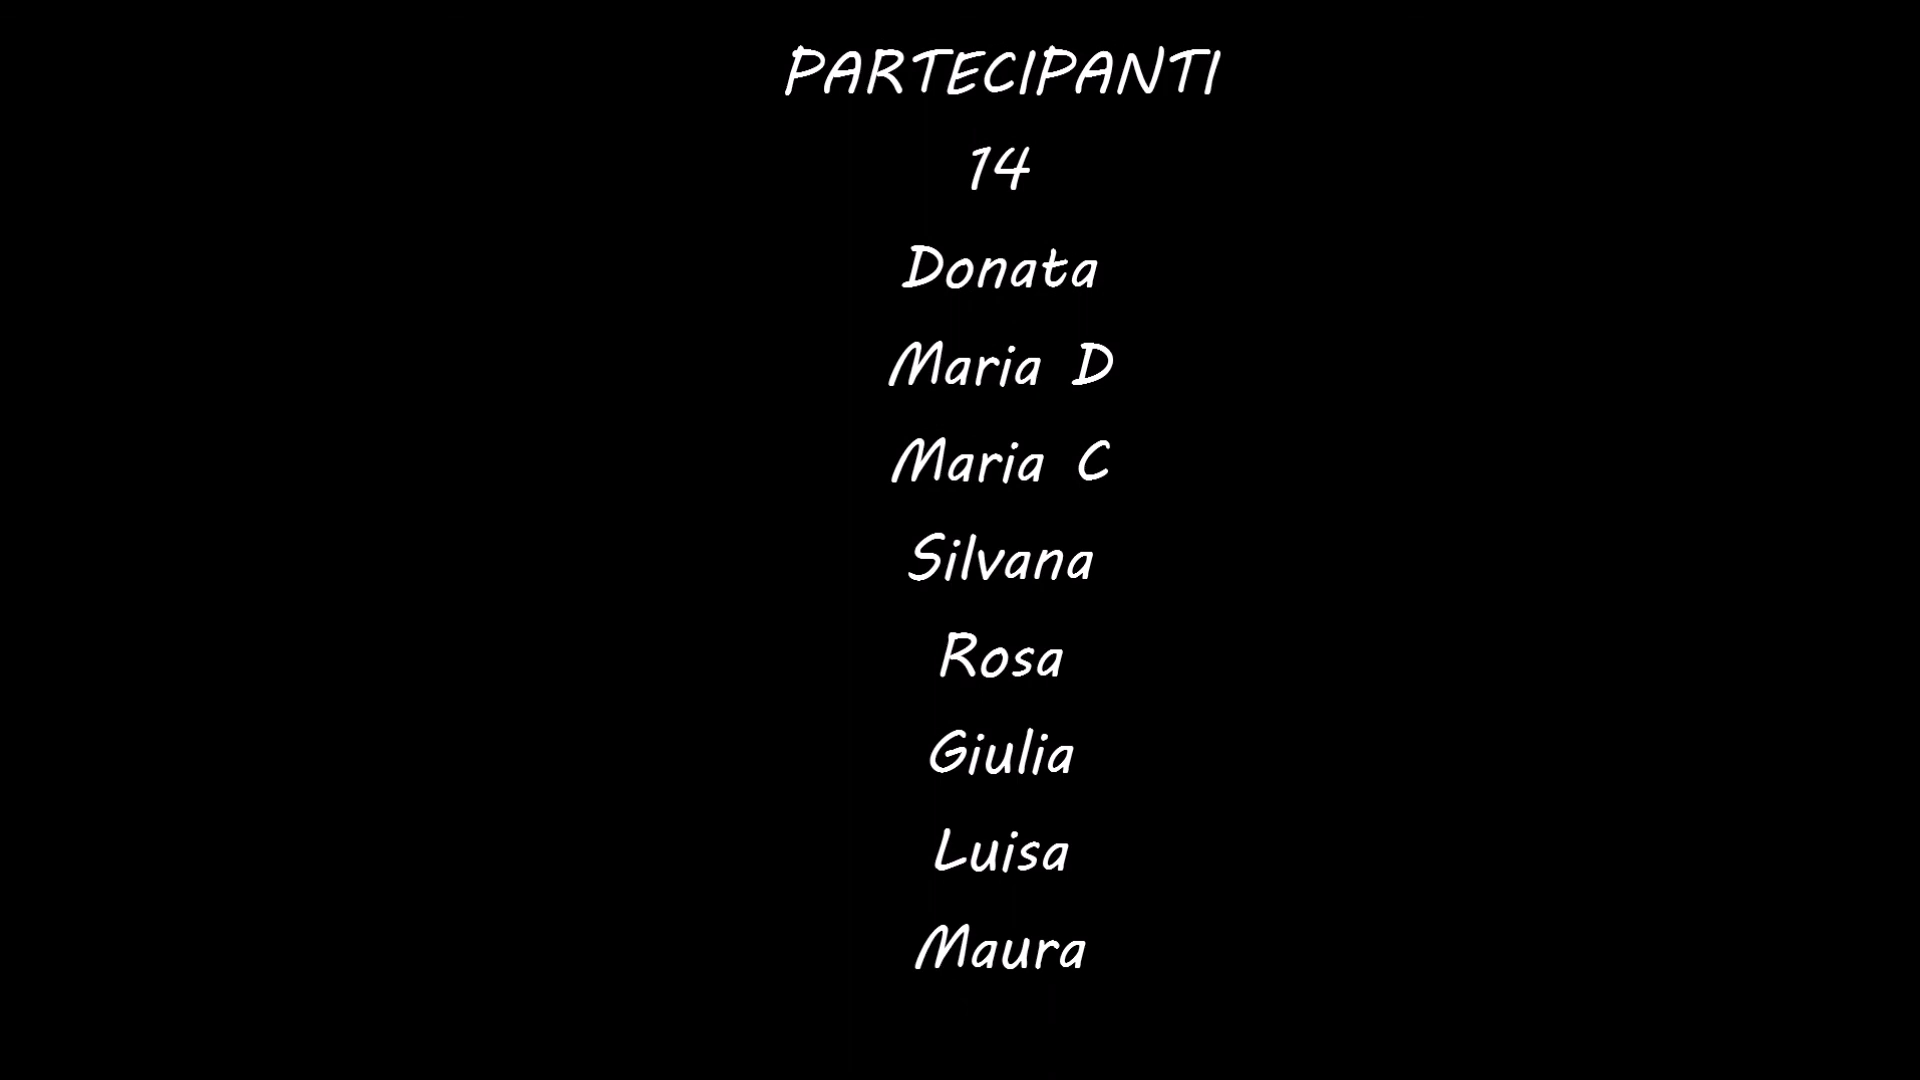 PARTECIPANTI
14
Donata
Maria D
Maria C
Silvana
Rosa
Giulia
Luisa
Maura